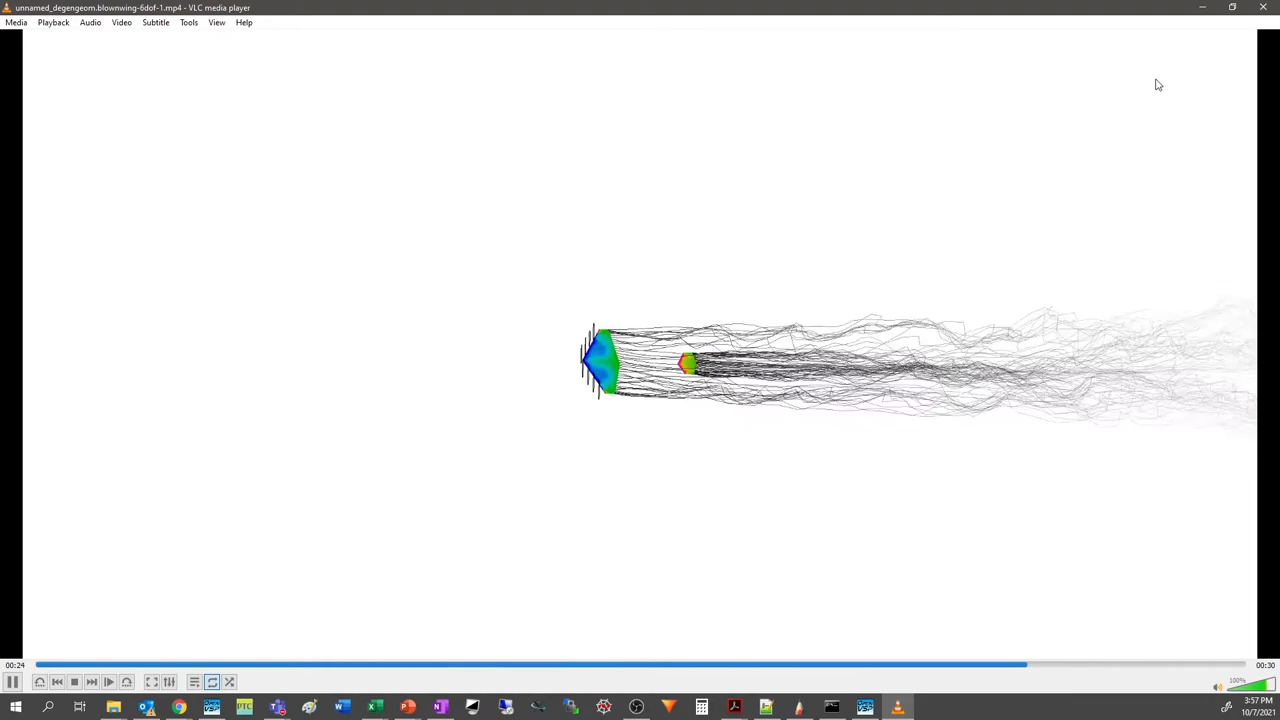 unnamed_degengeom.blownwing-6dof-1.mp4 - VLC media player
Media Playback Audio Video Subtitle Tools View Help
00:24
00:30
100%
PTC
3:57 PM
10/7/2021